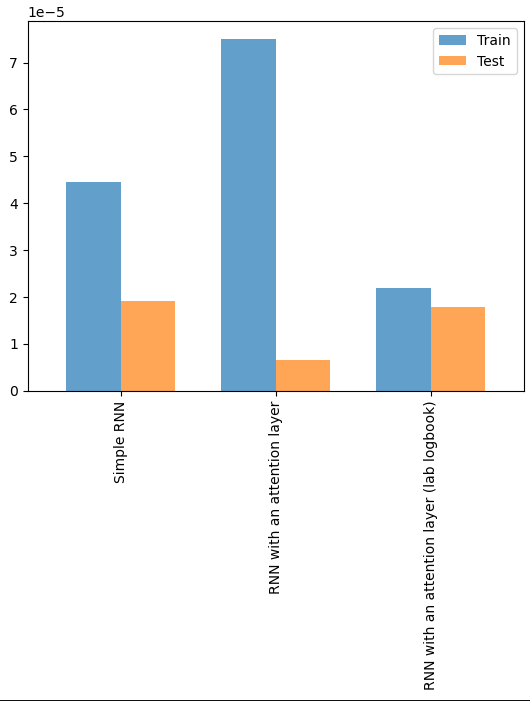 1e−5
Train
Test
7
6
5
4
3
2
1
0
Simple RNN
RNN with an attention layer
RNN with an attention layer (lab logbook)